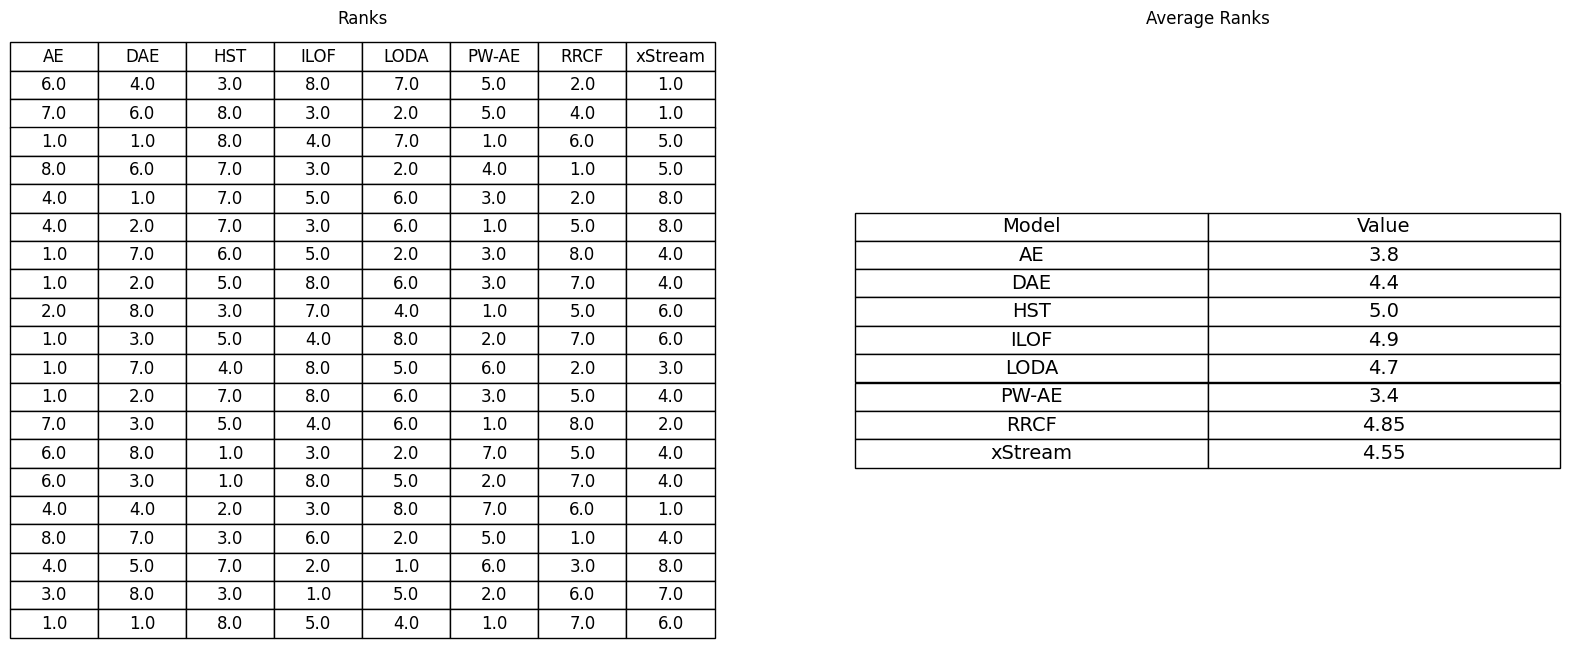 Ranks
AE DAE HST ILOF LODA PW-AE RRCF xStream
6.0 4.0 3.0 8.0 7.0 5.0 2.0 1.0
7.0 6.0 8.0 3.0 2.0 5.0 4.0 1.0
1.0 1.0 8.0 4.0 7.0 1.0 6.0 5.0
8.0 6.0 7.0 3.0 2.0 4.0 1.0 5.0
4.0 1.0 7.0 5.0 6.0 3.0 2.0 8.0
4.0 2.0 7.0 3.0 6.0 1.0 5.0 8.0
1.0 7.0 6.0 5.0 2.0 3.0 8.0 4.0
1.0 2.0 5.0 8.0 6.0 3.0 7.0 4.0
2.0 8.0 3.0 7.0 4.0 1.0 5.0 6.0
1.0 3.0 5.0 4.0 8.0 2.0 7.0 6.0
1.0 7.0 4.0 8.0 5.0 6.0 2.0 3.0
1.0 2.0 7.0 8.0 6.0 3.0 5.0 4.0
7.0 3.0 5.0 4.0 6.0 1.0 8.0 2.0
6.0 8.0 1.0 3.0 2.0 7.0 5.0 4.0
6.0 3.0 1.0 8.0 5.0 2.0 7.0 4.0
4.0 4.0 2.0 3.0 8.0 7.0 6.0 1.0
8.0 7.0 3.0 6.0 2.0 5.0 1.0 4.0
4.0 5.0 7.0 2.0 1.0 6.0 3.0 8.0
3.0 8.0 3.0 1.0 5.0 2.0 6.0 7.0
1.0 1.0 8.0 5.0 4.0 1.0 7.0 6.0
Average Ranks
Model Value
AE 3.8
DAE 4.4
HST 5.0
ILOF 4.9
LODA 4.7
PW-AE 3.4
RRCF 4.85
xStream 4.55